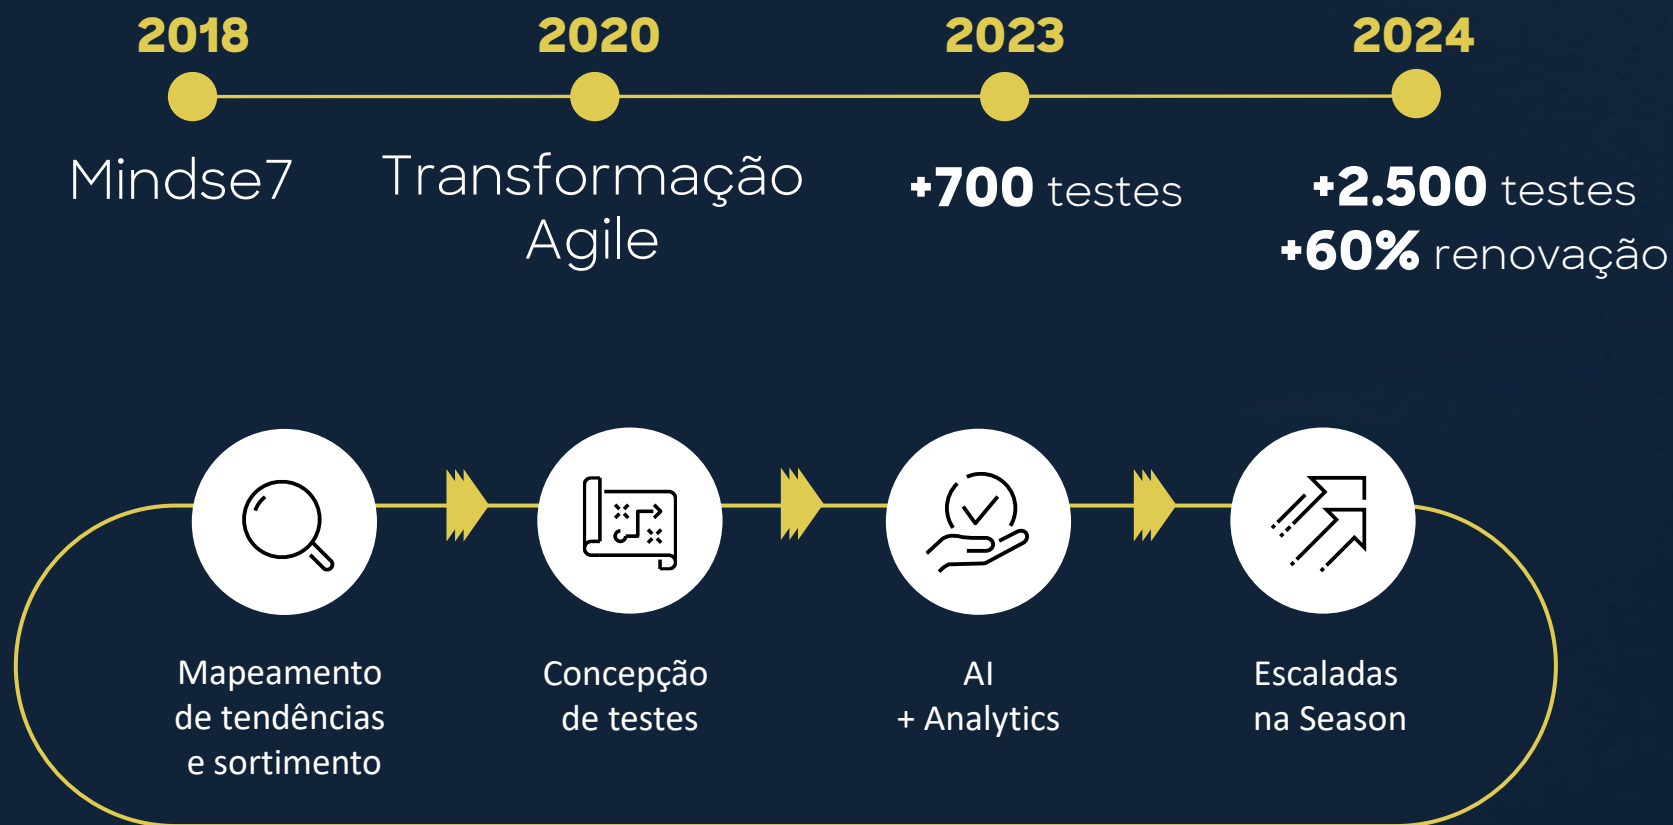 2018
2020
2023
2024
Mindse7
Transformação
Agile
+700 testes
+2.500 testes
+60% renovação
Mapeamento
de tendências
e sortimento
Concepção
de testes
AI
+ Analytics
Escaladas
na Season